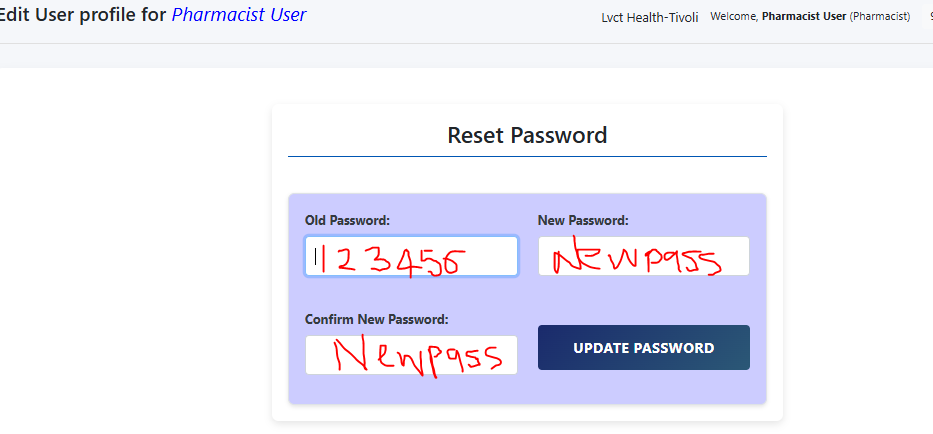 Edit User profile for Pharmacist User
Lvct Health-Tivoli Welcome, Pharmacist User (Pharmacist) 9
Reset Password
Old Password: New Password:
123456 Newpass
Confirm New Password:
Newpass UPDATE PASSWORD